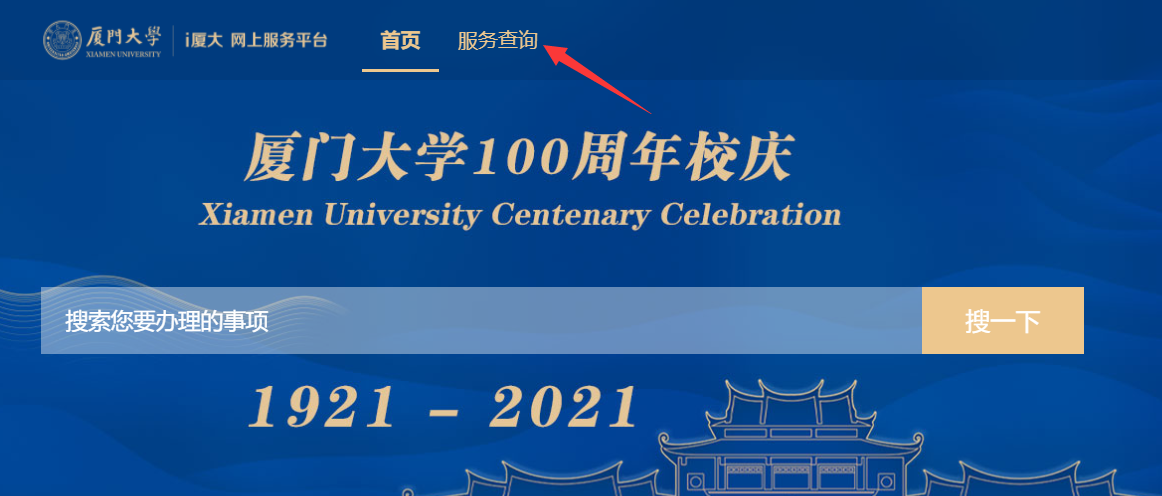 厦門大學
XIAMEN UNIVERSITY
i厦大 网上服务平台
首页
服务查询
厦门大学100周年校庆
Xiamen University Centenary Celebration
搜索您要办理的事项
搜一下
1921 – 2021